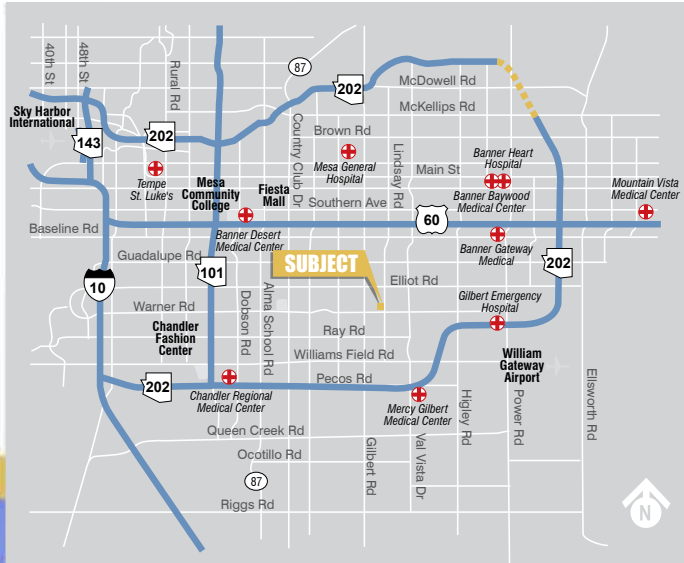 40th St
48th St
Rural Rd
87
202
McDowell Rd
McKellips Rd
Sky Harbor
International
143
202
Country Club Dr
Brown Rd
Mesa General
Hospital
Lindsay Rd
Main St
Banner Heart
Hospital
Banner Baywood
Medical Center
Mountain Vista
Medical Center
Tempe
St. Luke's
Mesa
Community
College
Fiesta
Mall
Southern Ave
60
Baseline Rd
Banner Desert
Medical Center
Banner Gateway
Medical
Guadalupe Rd
101
SUBJECT
202
10
Elliot Rd
Gilbert Emergency
Hospital
Warner Rd
Dobson Rd
Alma School Rd
Chandler
Fashion
Center
Ray Rd
Williams Field Rd
William
Gateway
Airport
202
Pecos Rd
Chandler Regional
Medical Center
Mercy Gilbert
Medical Center
Higley Rd
Power Rd
Ellsworth Rd
Queen Creek Rd
Ocotillo Rd
Gilbert Rd
Val Vista Dr
87
Riggs Rd
N